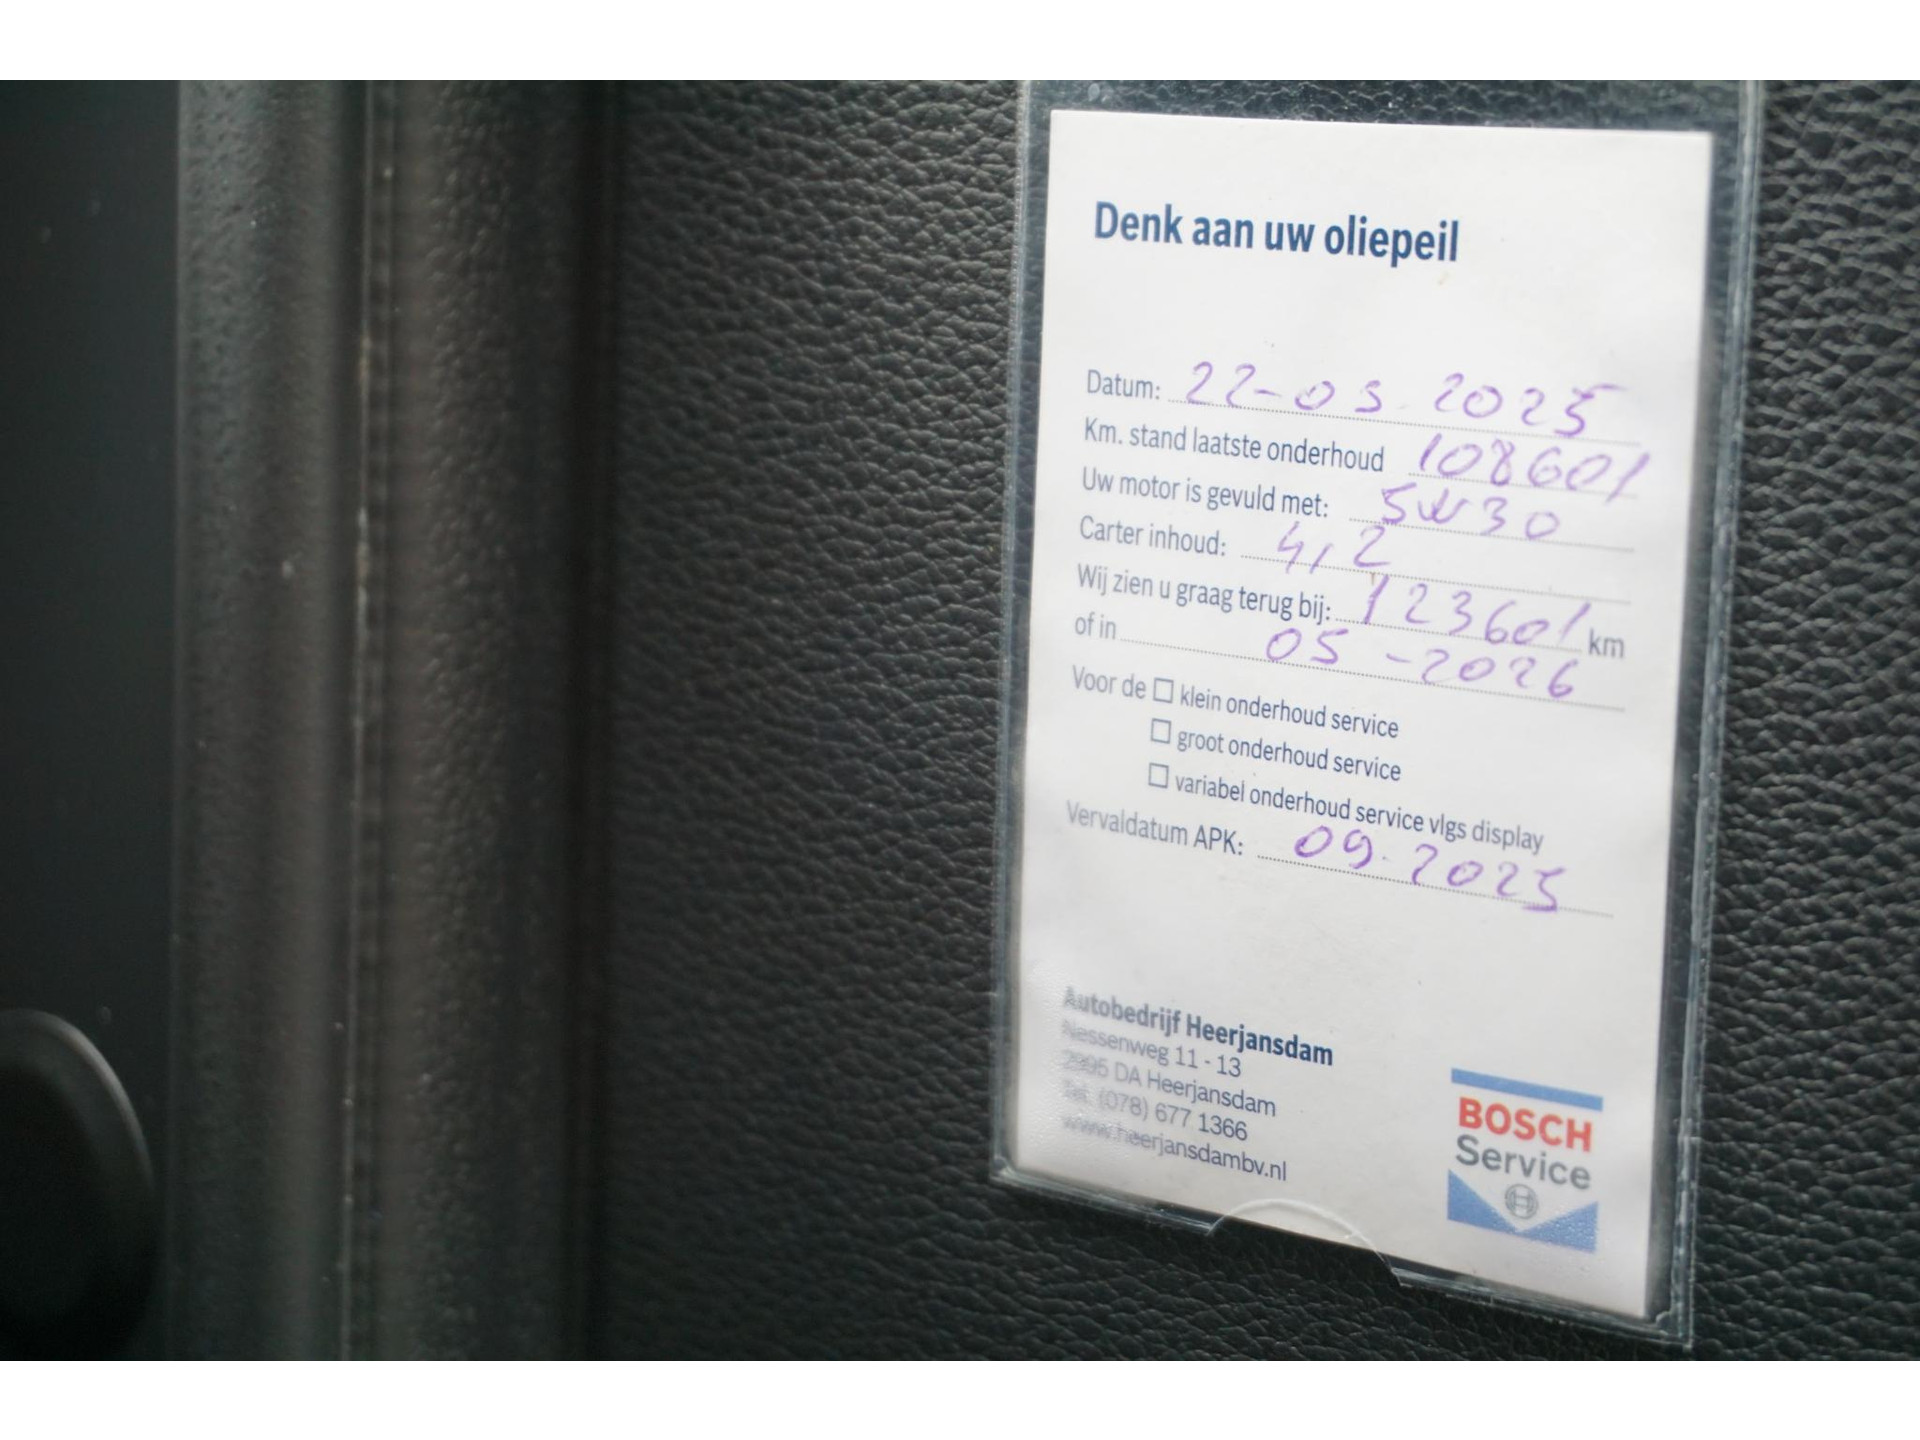 Denk aan uw oliepeil
Datum: 22-05-2025
Km. stand laatste onderhoud 108601
Uw motor is gevuld met: 5W30
Carter inhoud: 4,2
Wij zien u graag terug bij: 123601 km
of in 05-2026
Voor de ☐ klein onderhoud service
☐ groot onderhoud service
☐ variabel onderhoud service vlgs display
Vervaldatum APK: 09-2025
Autobedrijf Heerjansdam
Nessenweg 11 - 13
2995 DA Heerjansdam
Tel. (078) 677 1366
www.heerjansdambv.nl
BOSCH
Service